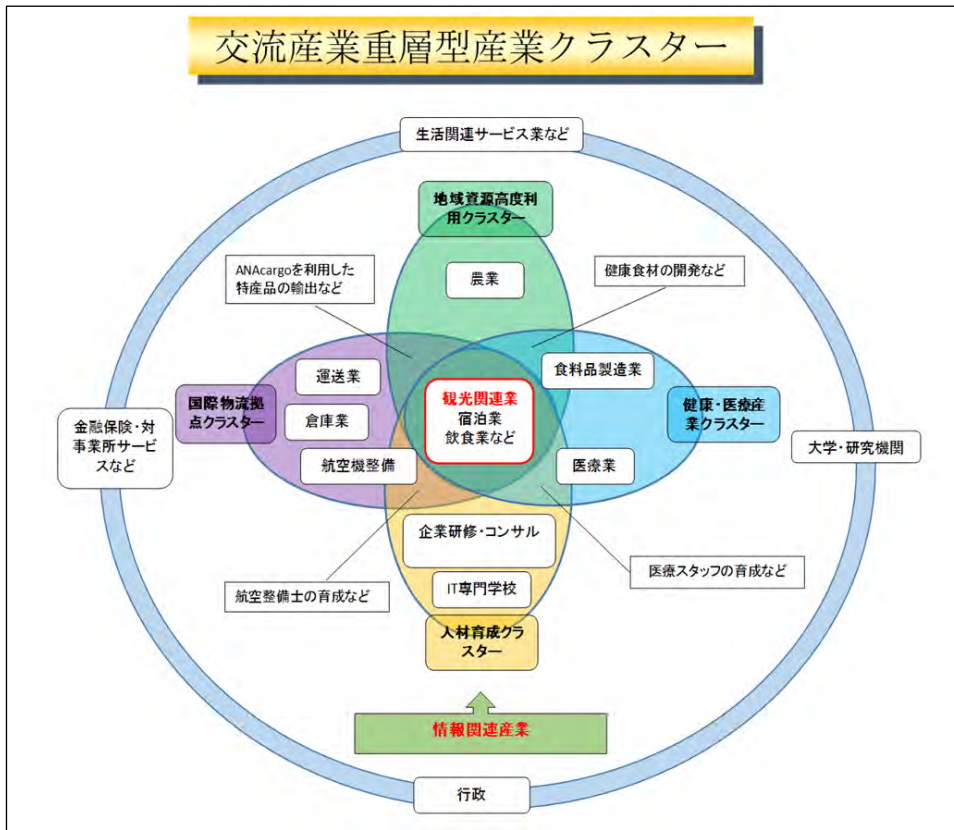 交流産業重層型産業クラスター
生活関連サービス業など
地域資源高度利
用クラスター
ANAcargoを利用した
特産品の輸出など
農業
健康食材の開発など
運送業
食料品製造業
観光関連業
宿泊業
飲食業など
国際物流拠
点クラスター
倉庫業
健康・医療産
業クラスター
金融保険・対
事業所サービ
スなど
大学・研究機関
航空機整備
医療業
企業研修・コンサル
医療スタッフの育成など
航空整備士の育成など
IT専門学校
人材育成クラ
スター
情報関連産業
行政